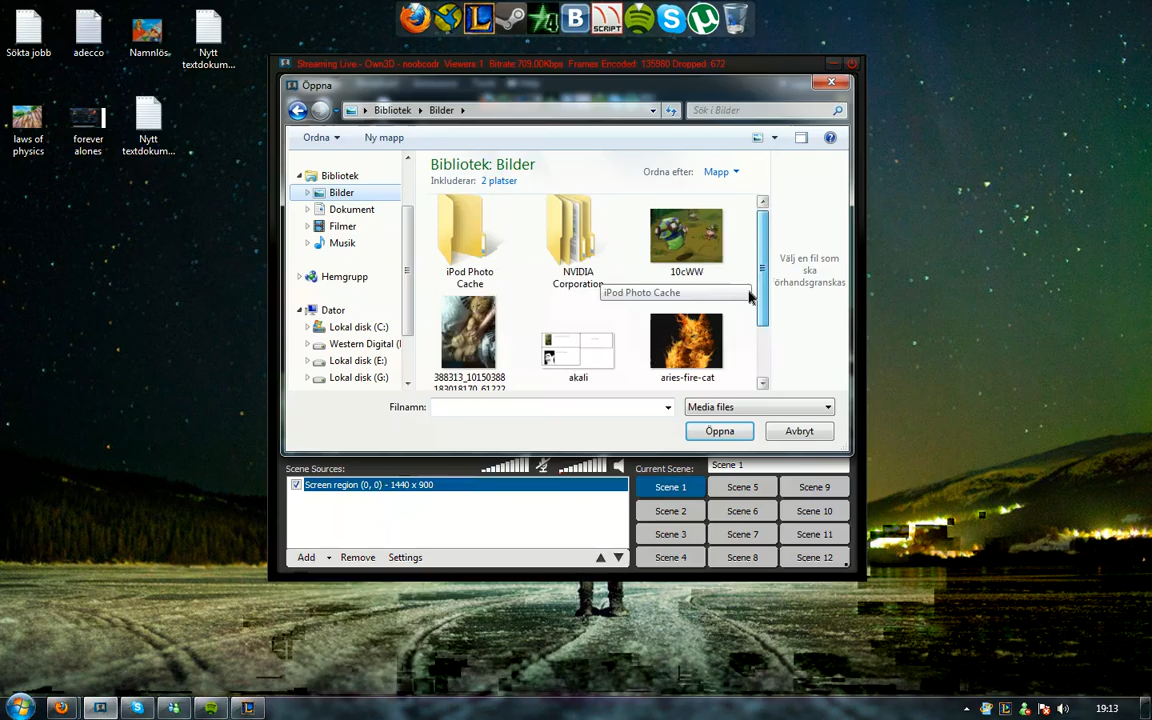 B
SCRIPT
Sökta jobb
adecco
Namnlös
Nytt textdokum...
laws of physics
forever alones
Nytt textdokum...
Streaming Live - Own3D - noobcodr Viewers:1 Bitrate:709.00Kbps Frames Encoded: 135980 Dropped: 672
Öppna
Bibliotek
Bilder
Sök i Bilder
Ordna
Ny mapp
Bibliotek: Bilder
Inkluderar: 2 platser
Ordna efter: Mapp
Bibliotek
Bilder
Dokument
Filmer
Musik
Hemgrupp
Dator
Lokal disk (C:)
Western Digital (
Lokal disk (E:)
Lokal disk (G:)
iPod Photo
Cache
NVIDIA
Corporation
10cWW
iPod Photo Cache
388313_10150388
183018170_61222
akali
aries-fire-cat
Välj en fil som
ska
örhandsgranskas
Filnamn:
Media files
Öppna
Avbryt
Scene Sources:
Current Scene:
Scene 1
Screen region (0, 0) - 1440 x 900
Scene 1
Scene 5
Scene 9
Scene 2
Scene 6
Scene 10
Scene 3
Scene 7
Scene 11
Scene 4
Scene 8
Scene 12
Add
Remove
Settings
19:13